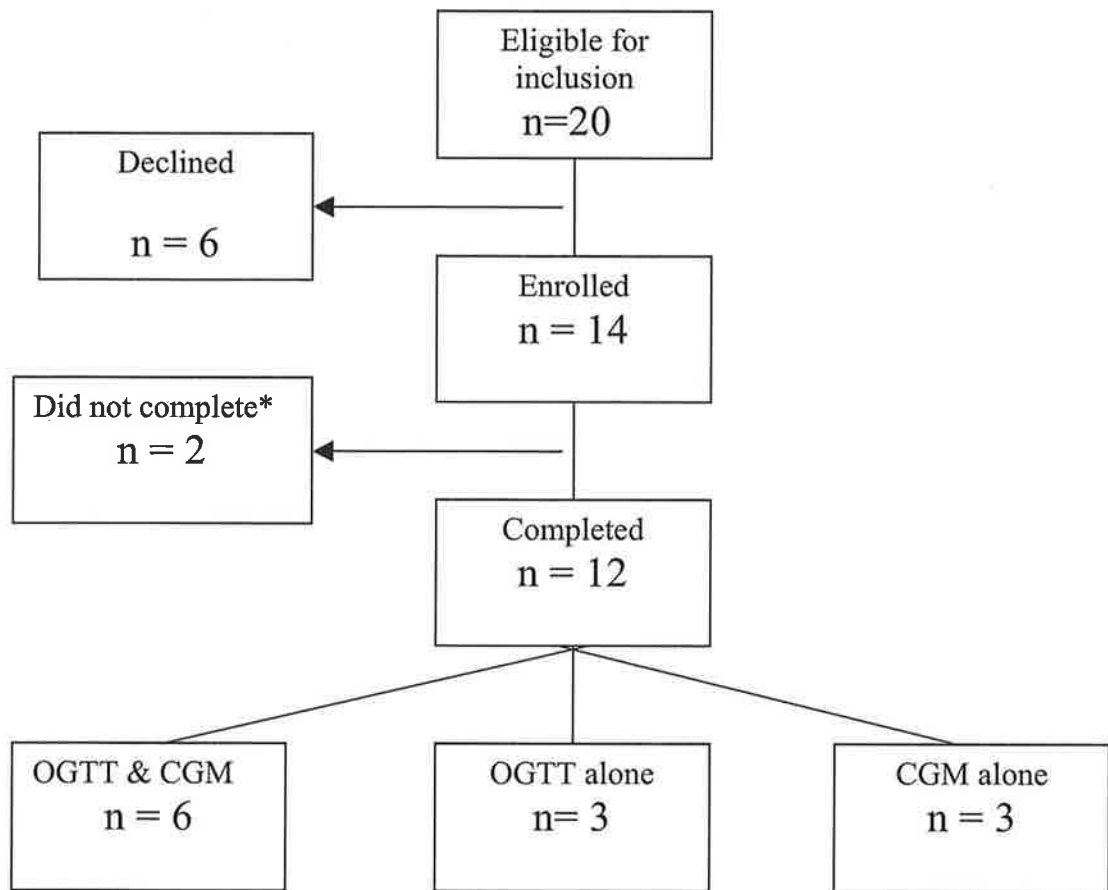 Eligible for
inclusion
n=20
Declined
n = 6
Enrolled
n = 14
Did not complete*
n = 2
Completed
n = 12
OGTT & CGM
n = 6
OGTT alone
n= 3
CGM alone
n = 3